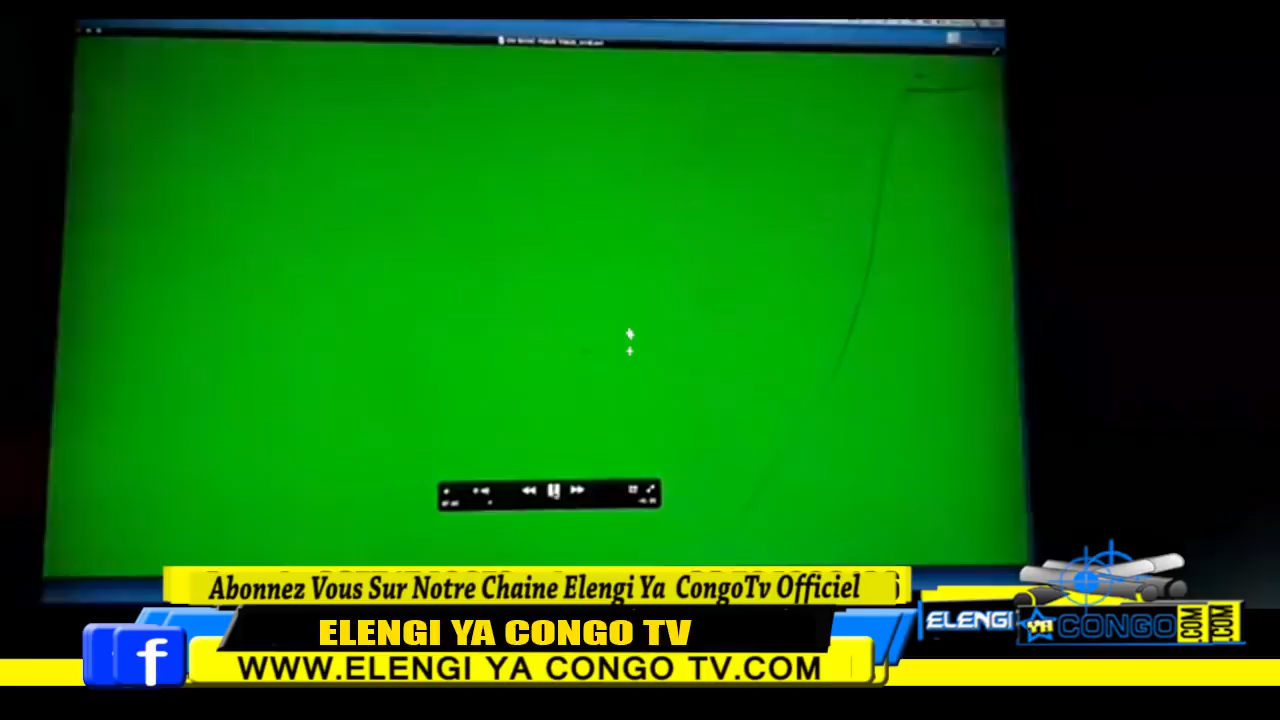 Abonnez Vous Sur Notre Chaine Elengi Ya CongoTv Officiel
ELENGI YA CONGO TV
WWW.ELENGI YA CONGO TV.COM
f
ELENGI YA CONGO .COM